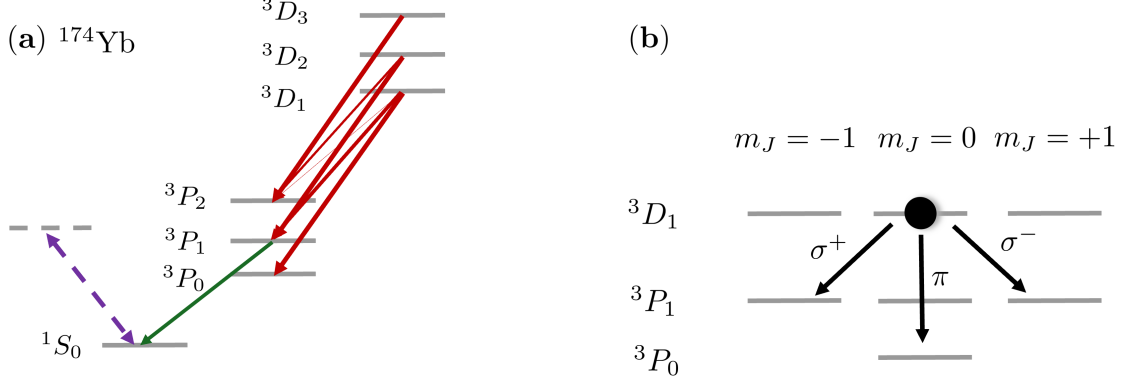 (a) ¹⁷⁴Yb
³D₃
³D₂
³D₁
³P₂
³P₁
³P₀
¹S₀
(b)
m_J = −1 m_J = 0 m_J = +1
³D₁
σ⁺ π σ⁻
³P₁
³P₀